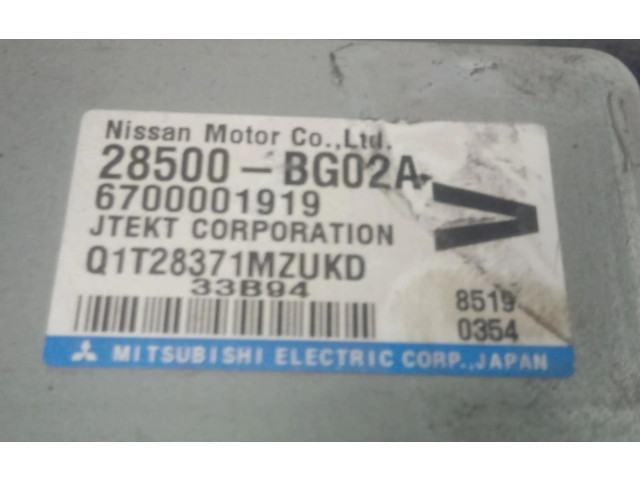 Nissan Motor Co.,Ltd.
28500-BG02A
6700001919
JTEKT CORPORATION
Q1T28371MZUKD
33B94
8519
0354
MITSUBISHI ELECTRIC CORP.,JAPAN